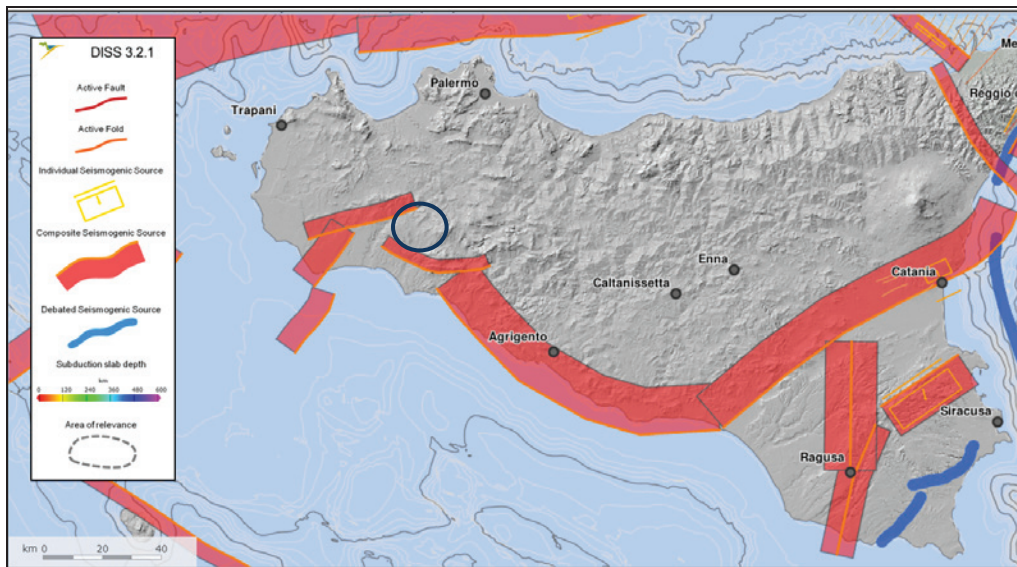 DISS 3.2.1
Active Fault
Active Fold
Individual Seismogenic Source
Composite Seismogenic Source
Debated Seismogenic Source
Subduction slab depth
km
0 120 240 360 480 600
Area of relevance
km 0 20 40
Trapani
Palermo
Me
Reggio
Enna
Caltanissetta
Catania
Agrigento
Siracusa
Ragusa